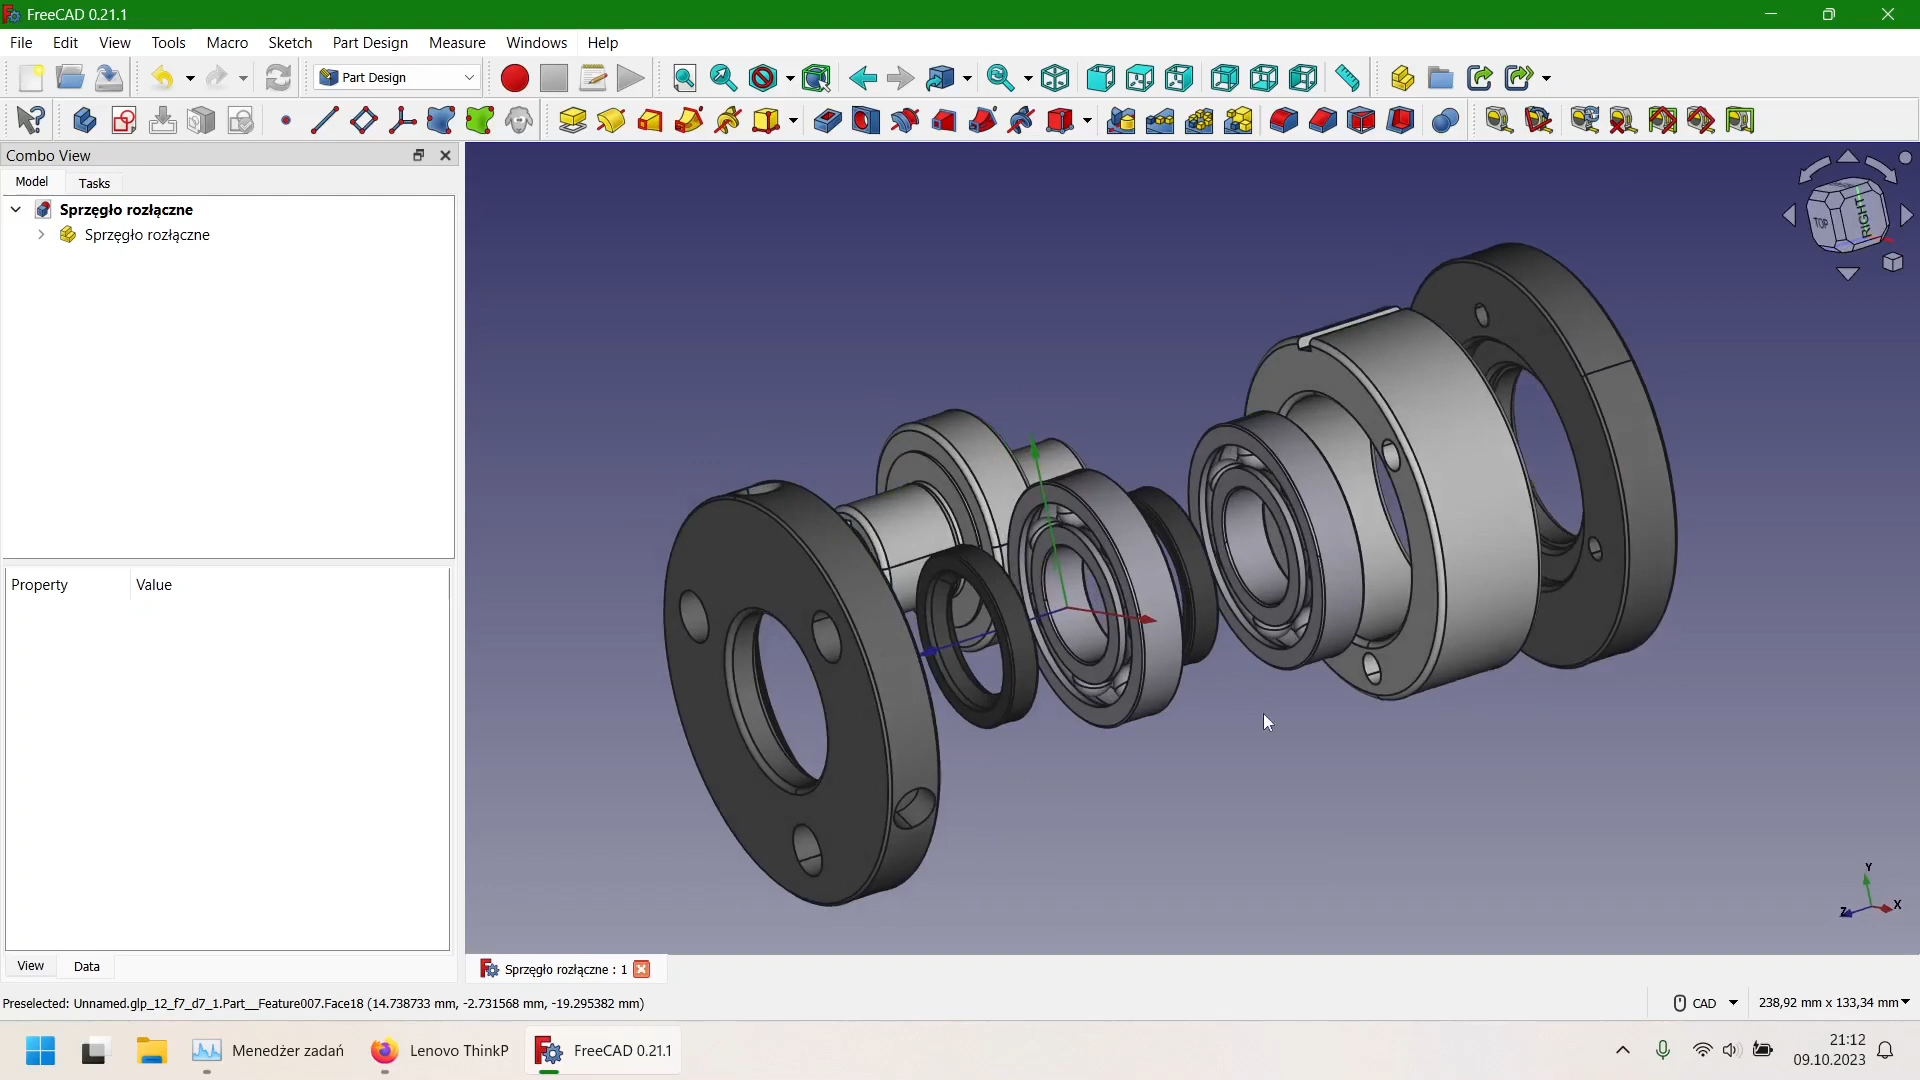 FreeCAD 0.21.1
File Edit View Tools Macro Sketch Part Design Measure Windows Help
Part Design
Combo View
Model Tasks
Sprzęgło rozłączne
Sprzęgło rozłączne
TOP RIGHT
Property Value
Y
Z X
View Data
Sprzęgło rozłączne : 1
Preselected: Unnamed.glp_12_f7_d7_1.Part__Feature007.Face18 (14.738733 mm, -2.731568 mm, -19.295382 mm)
CAD 238,92 mm x 133,34 mm
Menedżer zadań Lenovo ThinkP FreeCAD 0.21.1
21:12
09.10.2023